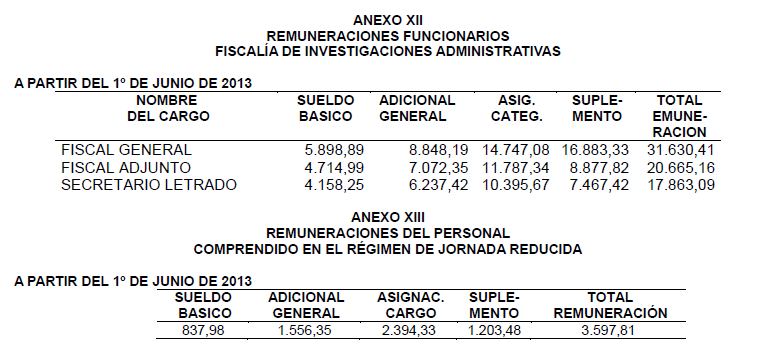 ANEXO XII
REMUNERACIONES FUNCIONARIOS
FISCALÍA DE INVESTIGACIONES ADMINISTRATIVAS
A PARTIR DEL 1º DE JUNIO DE 2013
NOMBRE SUELDO ADICIONAL ASIG. SUPLE- TOTAL
DEL CARGO BASICO GENERAL CATEG. MENTO EMUNE-
RACION
FISCAL GENERAL 5.898,89 8.848,19 14.747,08 16.883,33 31.630,41
FISCAL ADJUNTO 4.714,99 7.072,35 11.787,34 8.877,82 20.665,16
SECRETARIO LETRADO 4.158,25 6.237,42 10.395,67 7.467,42 17.863,09
ANEXO XIII
REMUNERACIONES DEL PERSONAL
COMPRENDIDO EN EL RÉGIMEN DE JORNADA REDUCIDA
A PARTIR DEL 1º DE JUNIO DE 2013
SUELDO ADICIONAL ASIGNAC. SUPLE- TOTAL
BASICO GENERAL CARGO MENTO REMUNERACIÓN
837,98 1.556,35 2.394,33 1.203,48 3.597,81